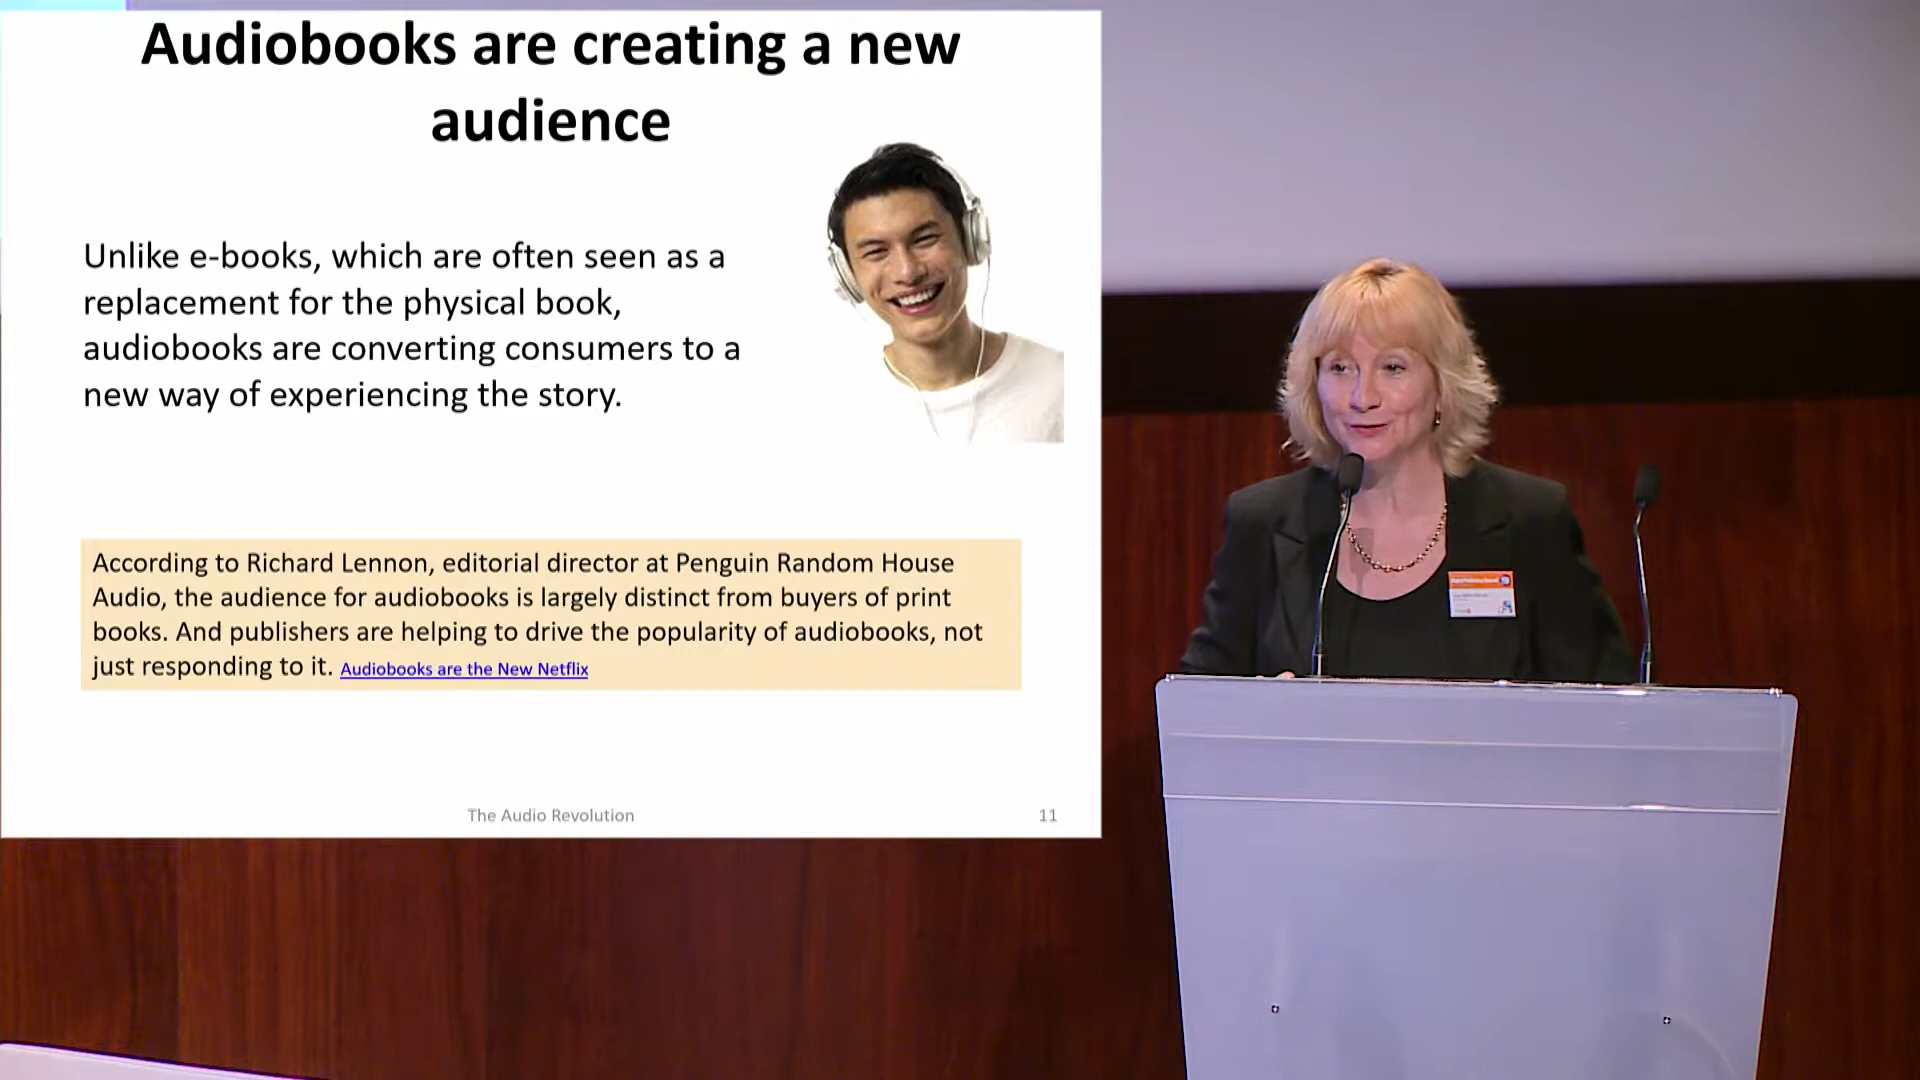 Audiobooks are creating a new
audience
Unlike e-books, which are often seen as a
replacement for the physical book,
audiobooks are converting consumers to a
new way of experiencing the story.
According to Richard Lennon, editorial director at Penguin Random House
Audio, the audience for audiobooks is largely distinct from buyers of print
books. And publishers are helping to drive the popularity of audiobooks, not
just responding to it. Audiobooks are the New Netflix
The Audio Revolution
11